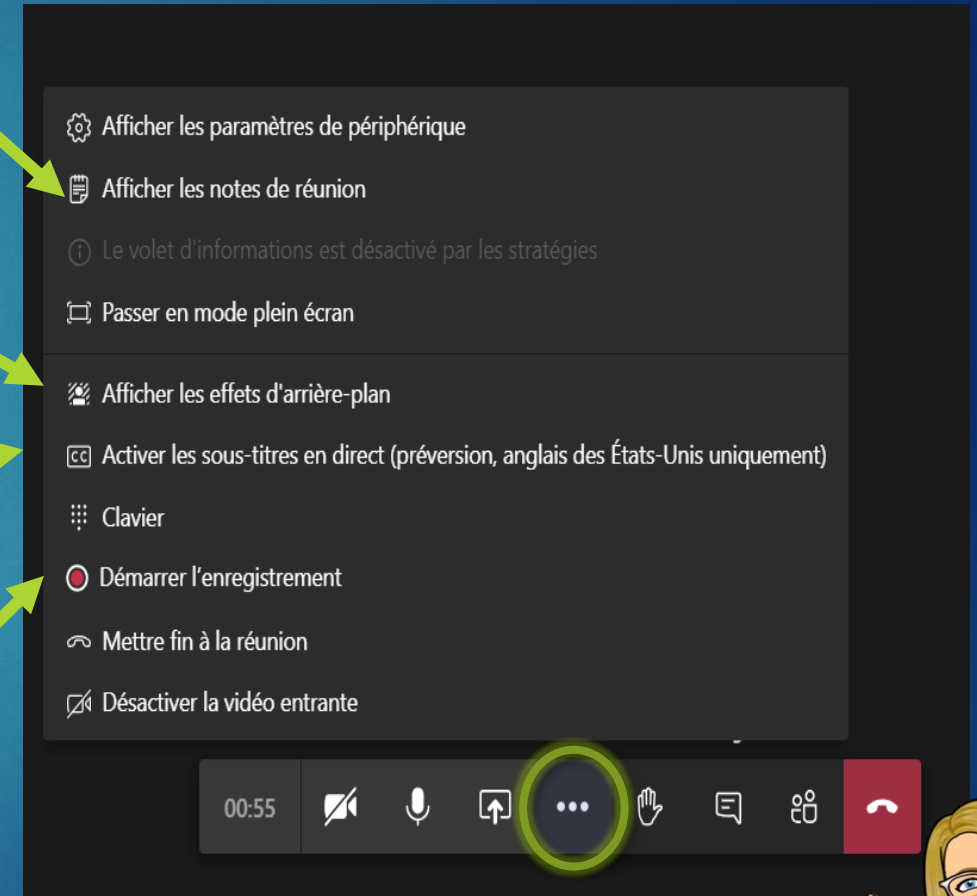 Afficher les paramètres de périphérique
Afficher les notes de réunion
Le volet d'informations est désactivé par les stratégies
Passer en mode plein écran
Afficher les effets d'arrière-plan
CC Activer les sous-titres en direct (préversion, anglais des États-Unis uniquement)
Clavier
Démarrer l'enregistrement
Mettre fin à la réunion
Désactiver la vidéo entrante
00:55